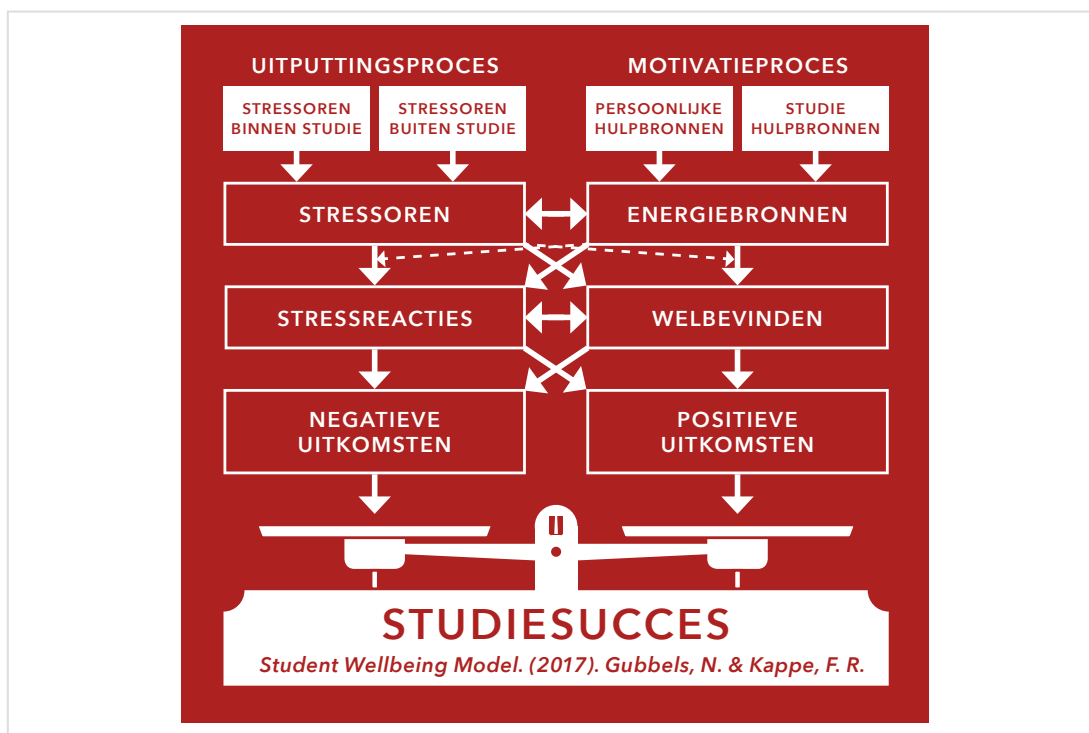 UITPUTTINGSPROCES
STRESSOREN
BINNEN STUDIE
STRESSOREN
BUITEN STUDIE
MOTIVATIEPROCES
PERSOONLIJKE
HULPBRONNEN
STUDIE
HULPBRONNEN
STRESSOREN
ENERGIEBRONNEN
STRESSREACTIES
WELBEVINDEN
NEGATIEVE
UITKOMSTEN
POSITIEVE
UITKOMSTEN
STUDIESUCCES
Student Wellbeing Model. (2017). Gubbels, N. & Kappe, F. R.